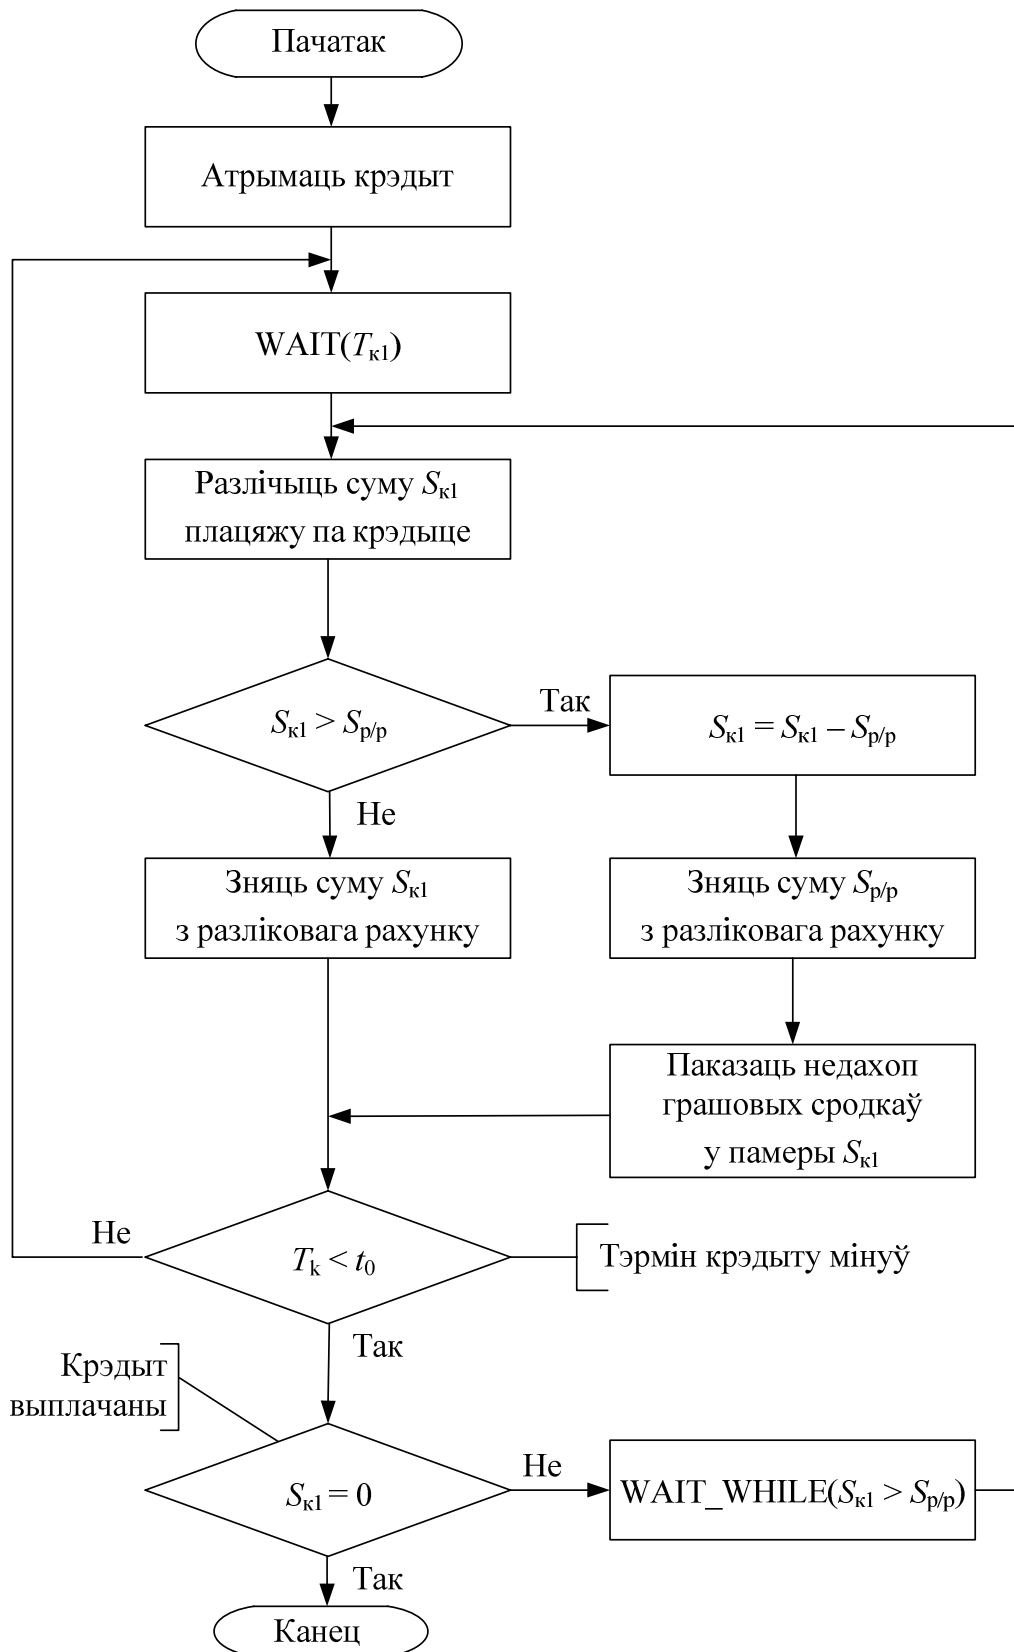 Пачатак
Атрымаць крэдыт
WAIT(Tк1)
Разлічыць суму Sк1
плацяжу па крэдыце
Sк1 > Sр/р
Так
Sк1 = Sк1 – Sр/р
Не
Зняць суму Sк1
з разліковага рахунку
Зняць суму Sр/р
з разліковага рахунку
Паказаць недахоп
грашовых сродкаў
у памеры Sк1
Не
Tk < t0
Тэрмін крэдыту мінуў
Так
Крэдыт
выплачаны
Sк1 = 0
Не
WAIT_WHILE(Sк1 > Sр/р)
Так
Канец